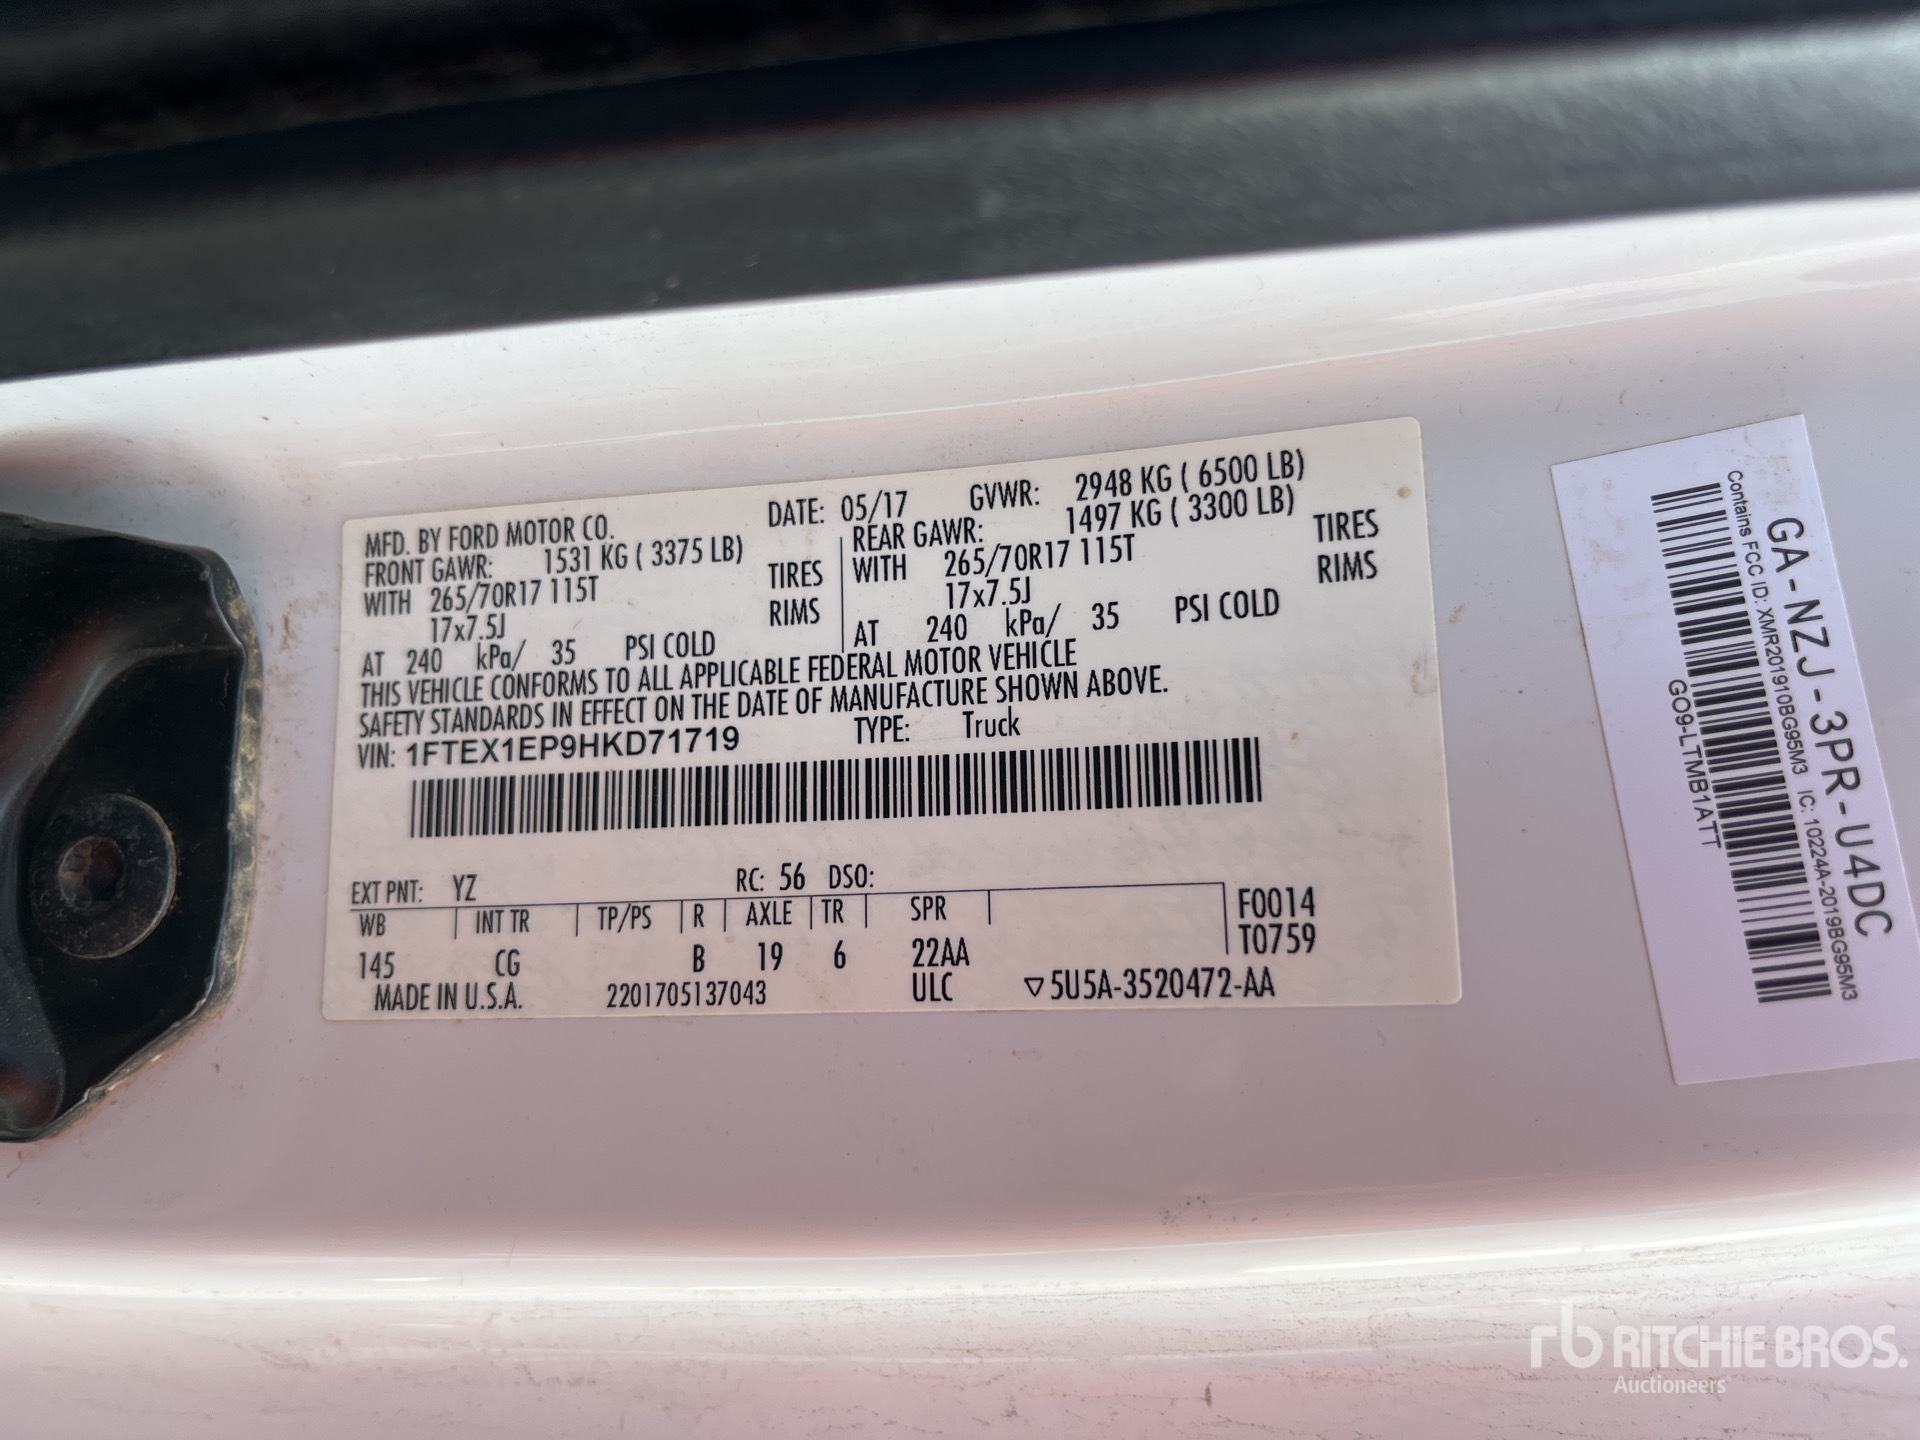 MFD. BY FORD MOTOR CO. DATE: 05/17 GVWR: 2948 KG ( 6500 LB)
FRONT GAWR: 1531 KG ( 3375 LB) REAR GAWR: 1497 KG ( 3300 LB)
WITH 265/70R17 115T TIRES WITH 265/70R17 115T TIRES
17x7.5J RIMS 17x7.5J RIMS
AT 240 kPa/ 35 PSI COLD AT 240 kPa/ 35 PSI COLD
THIS VEHICLE CONFORMS TO ALL APPLICABLE FEDERAL MOTOR VEHICLE
SAFETY STANDARDS IN EFFECT ON THE DATE OF MANUFACTURE SHOWN ABOVE.
VIN: 1FTEX1EP9HKD71719 TYPE: Truck
EXT PNT: YZ RC: 56 DSO:
WB INT TR TP/PS R AXLE TR SPR F0014
145 CG B 19 6 22AA T0759
MADE IN U.S.A. 2201705137043 ULC ▽5U5A-3520472-AA
GA-NZJ-3PR-U4DC
Contains FCC ID: XMR201910BG95M3 IC: 10224A-2019BG95M3
GO9-LTMB1ATT
rb RITCHIE BROS.
Auctioneers